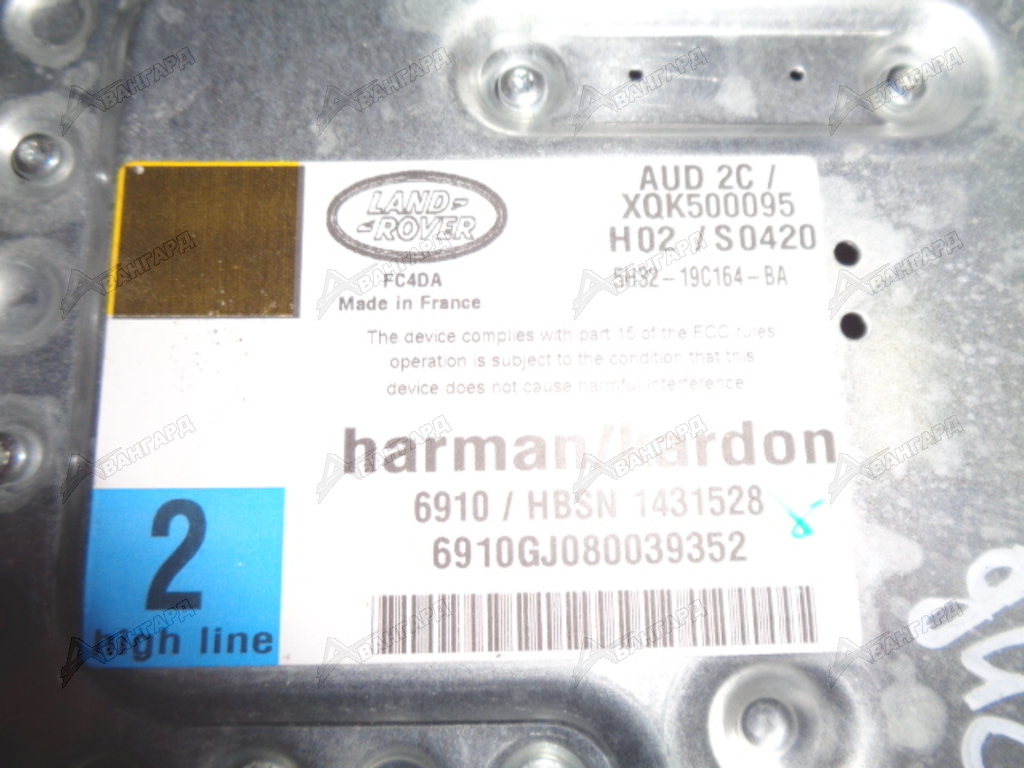 LAND-
-ROVER
FC4DA
Made in France
AUD 2C /
XQK500095
H02 / S0420
5H32-19C164-BA
The device complies with part 15 of the FCC rules
operation is subject to the condition that this
device does not cause harmful interference
harman/kardon
6910 / HBSN 1431528
6910GJ080039352
2
high line
АВАНГАРД